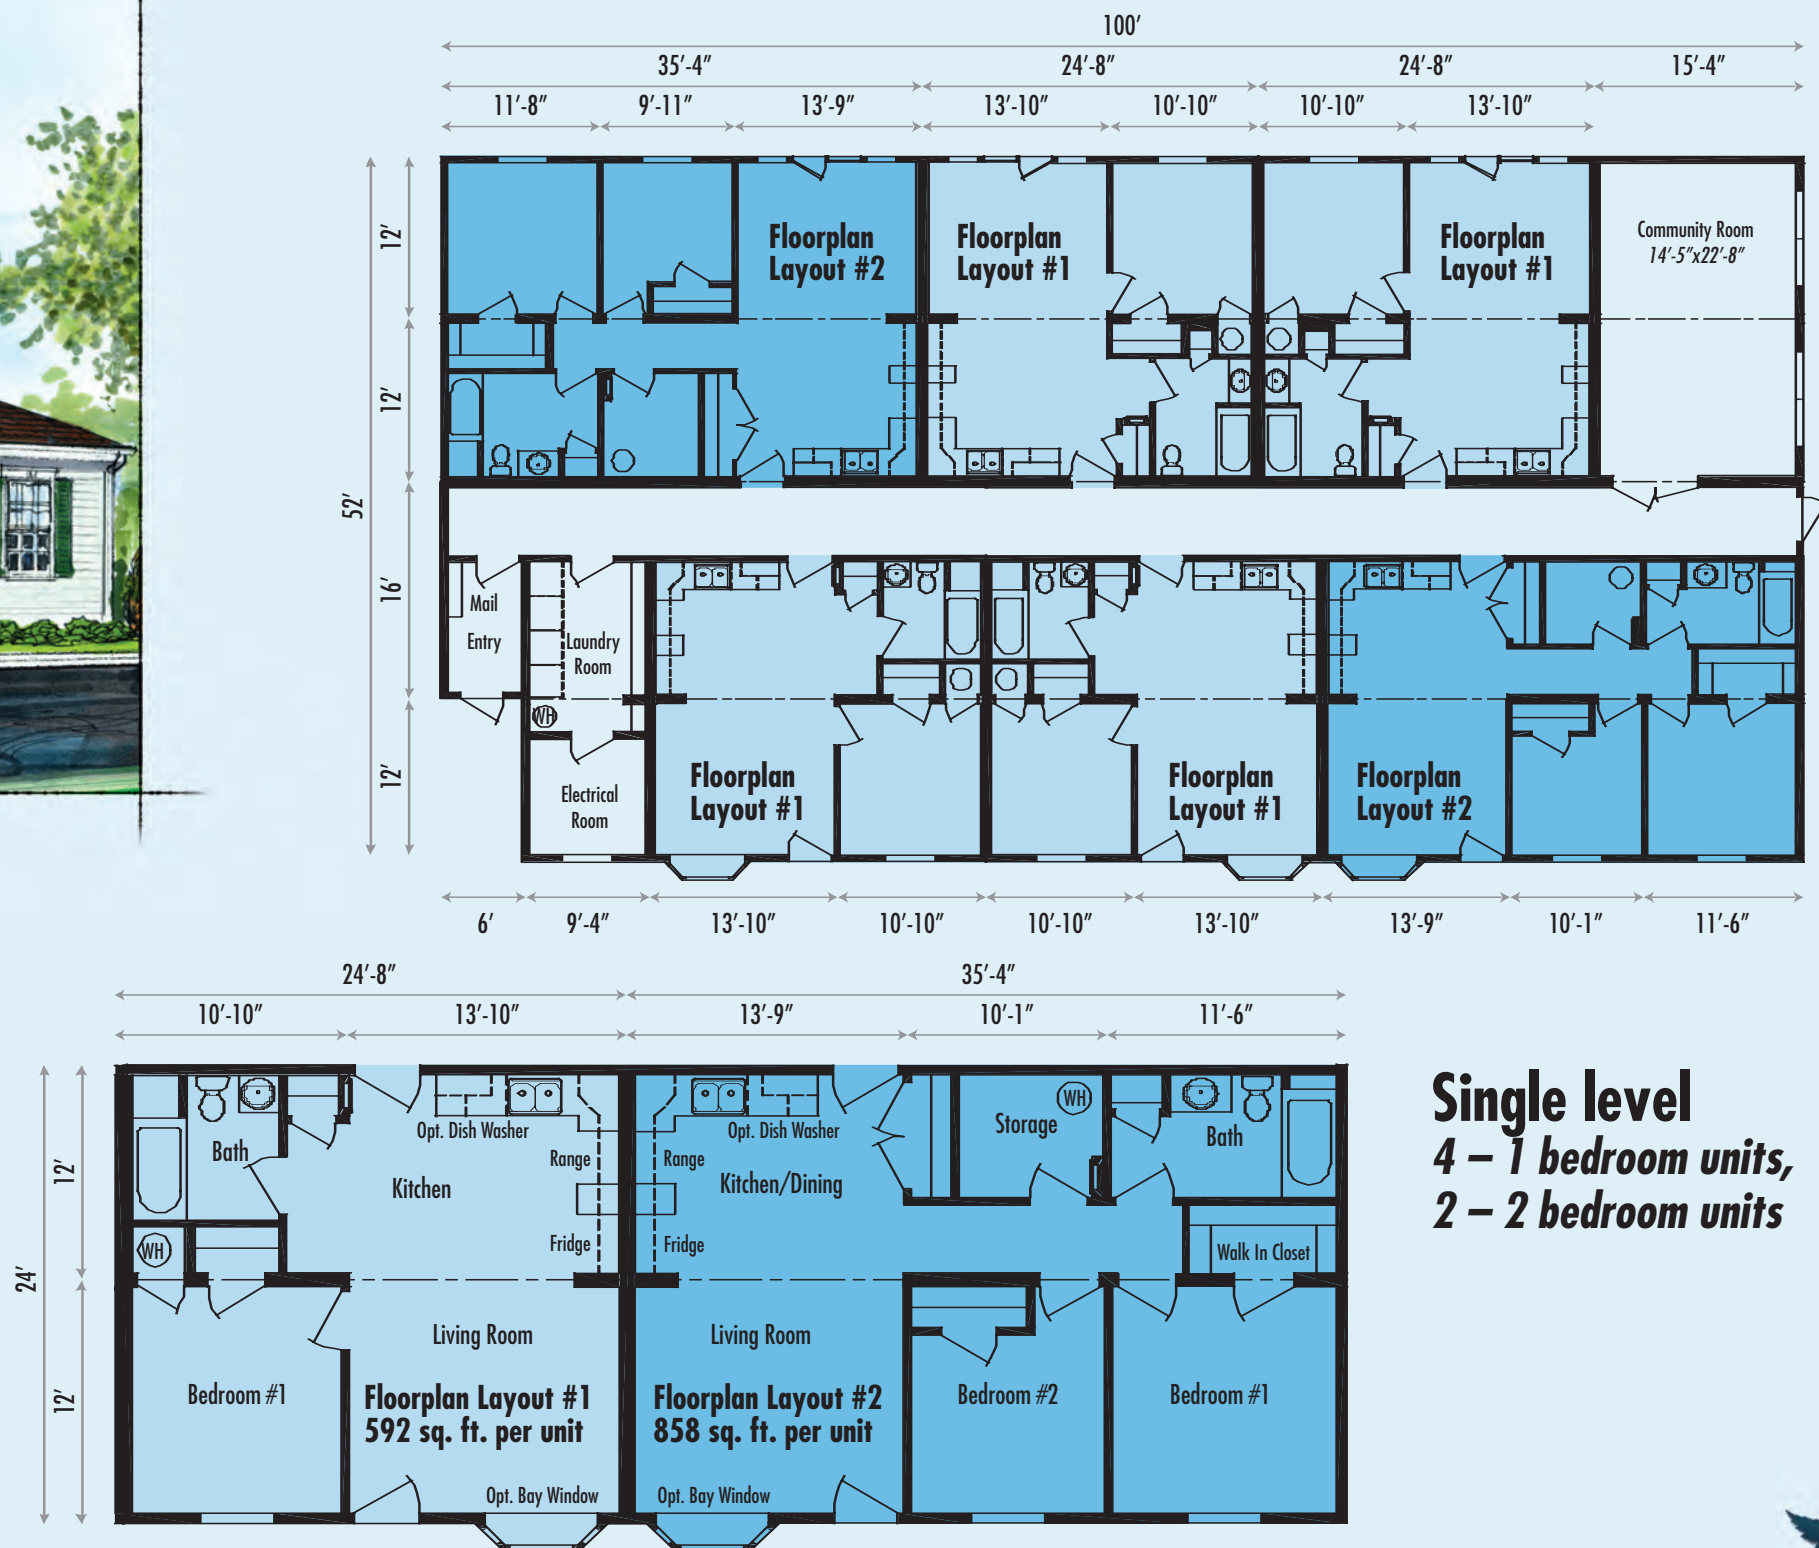 100′
35′-4″ 24′-8″ 24′-8″ 15′-4″
11′-8″ 9′-11″ 13′-9″ 13′-10″ 10′-10″ 10′-10″ 13′-10″
52′
12′
12′
16′
12′
Floorplan
Layout #2
Floorplan
Layout #1
Floorplan
Layout #1
Community Room
14′-5″x22′-8″
Mail
Entry
Laundry
Room
WH
Electrical
Room
Floorplan
Layout #1
Floorplan
Layout #1
Floorplan
Layout #2
6′ 9′-4″ 13′-10″ 10′-10″ 10′-10″ 13′-10″ 13′-9″ 10′-1″ 11′-6″
24′-8″ 35′-4″
10′-10″ 13′-10″ 13′-9″ 10′-1″ 11′-6″
24′
12′
12′
Bath
WH
Opt. Dish Washer
Range
Kitchen
Fridge
Living Room
Bedroom #1
Floorplan Layout #1
592 sq. ft. per unit
Opt. Bay Window
Opt. Dish Washer
Range
Kitchen/Dining
Fridge
Storage
WH
Bath
Walk In Closet
Living Room
Floorplan Layout #2
858 sq. ft. per unit
Bedroom #2
Bedroom #1
Opt. Bay Window
Single level
4 – 1 bedroom units,
2 – 2 bedroom units